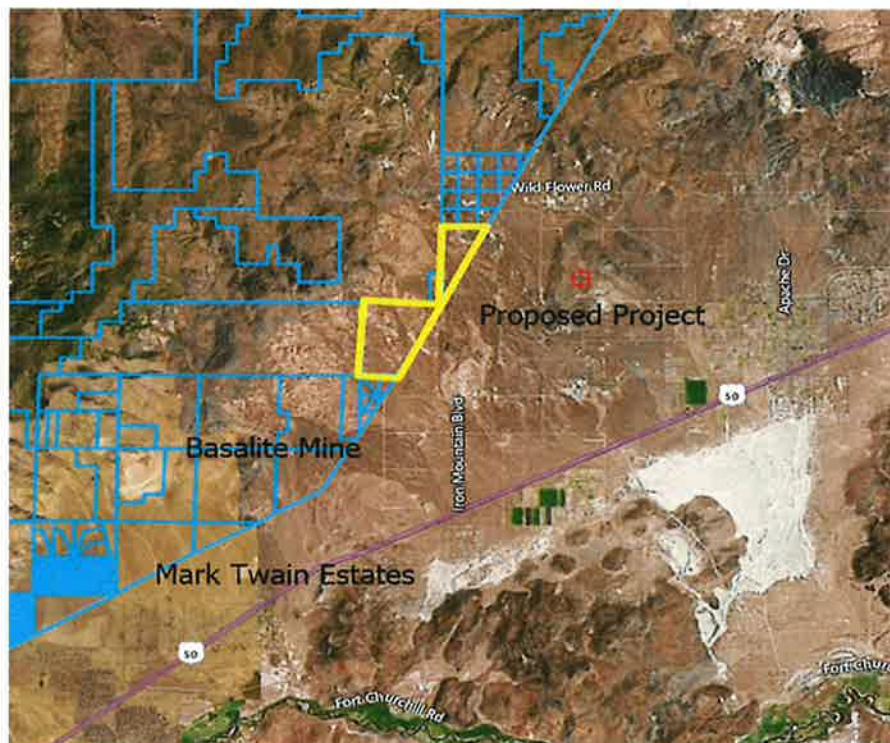 Wild Flower Rd
Proposed Project
Apache Dr
50
Iron Mountain Blvd
Basalite Mine
Mark Twain Estates
50
Fort Churchill Rd
Fort Chu